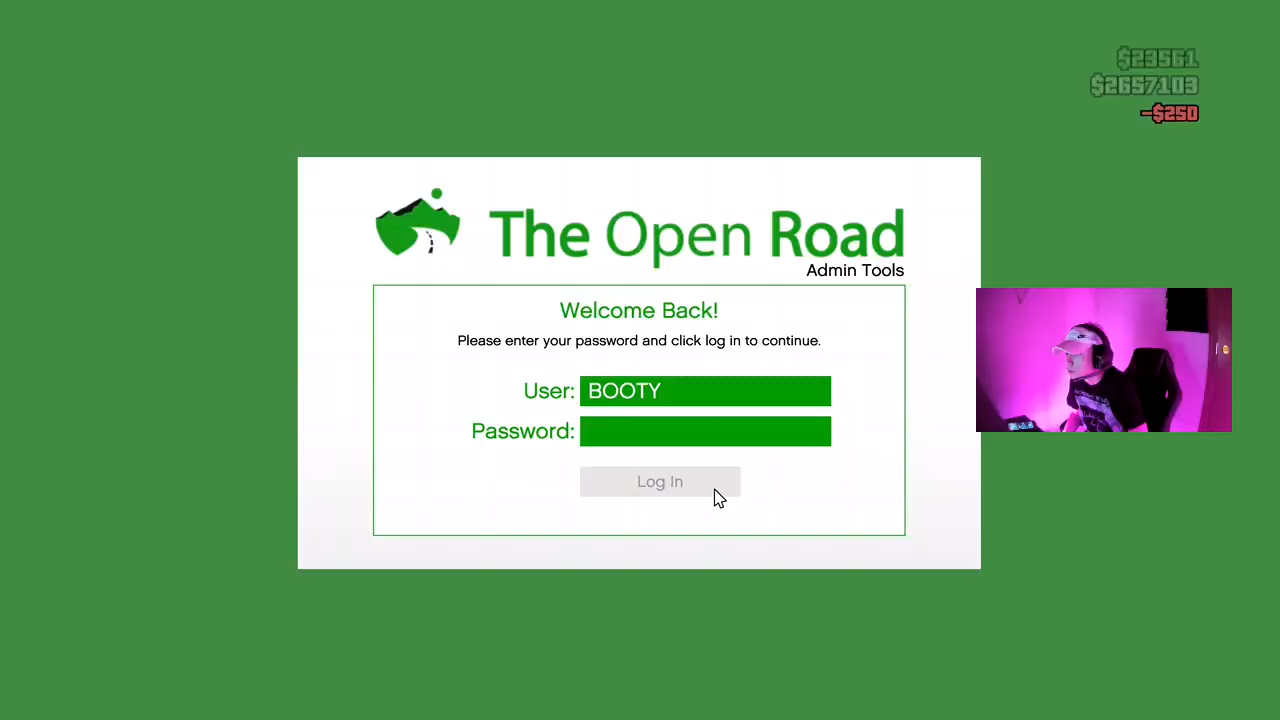 $23561
$2657103
-$250
The Open Road
Admin Tools
Welcome Back!
Please enter your password and click log in to continue.
User: BOOTY
Password:
Log In